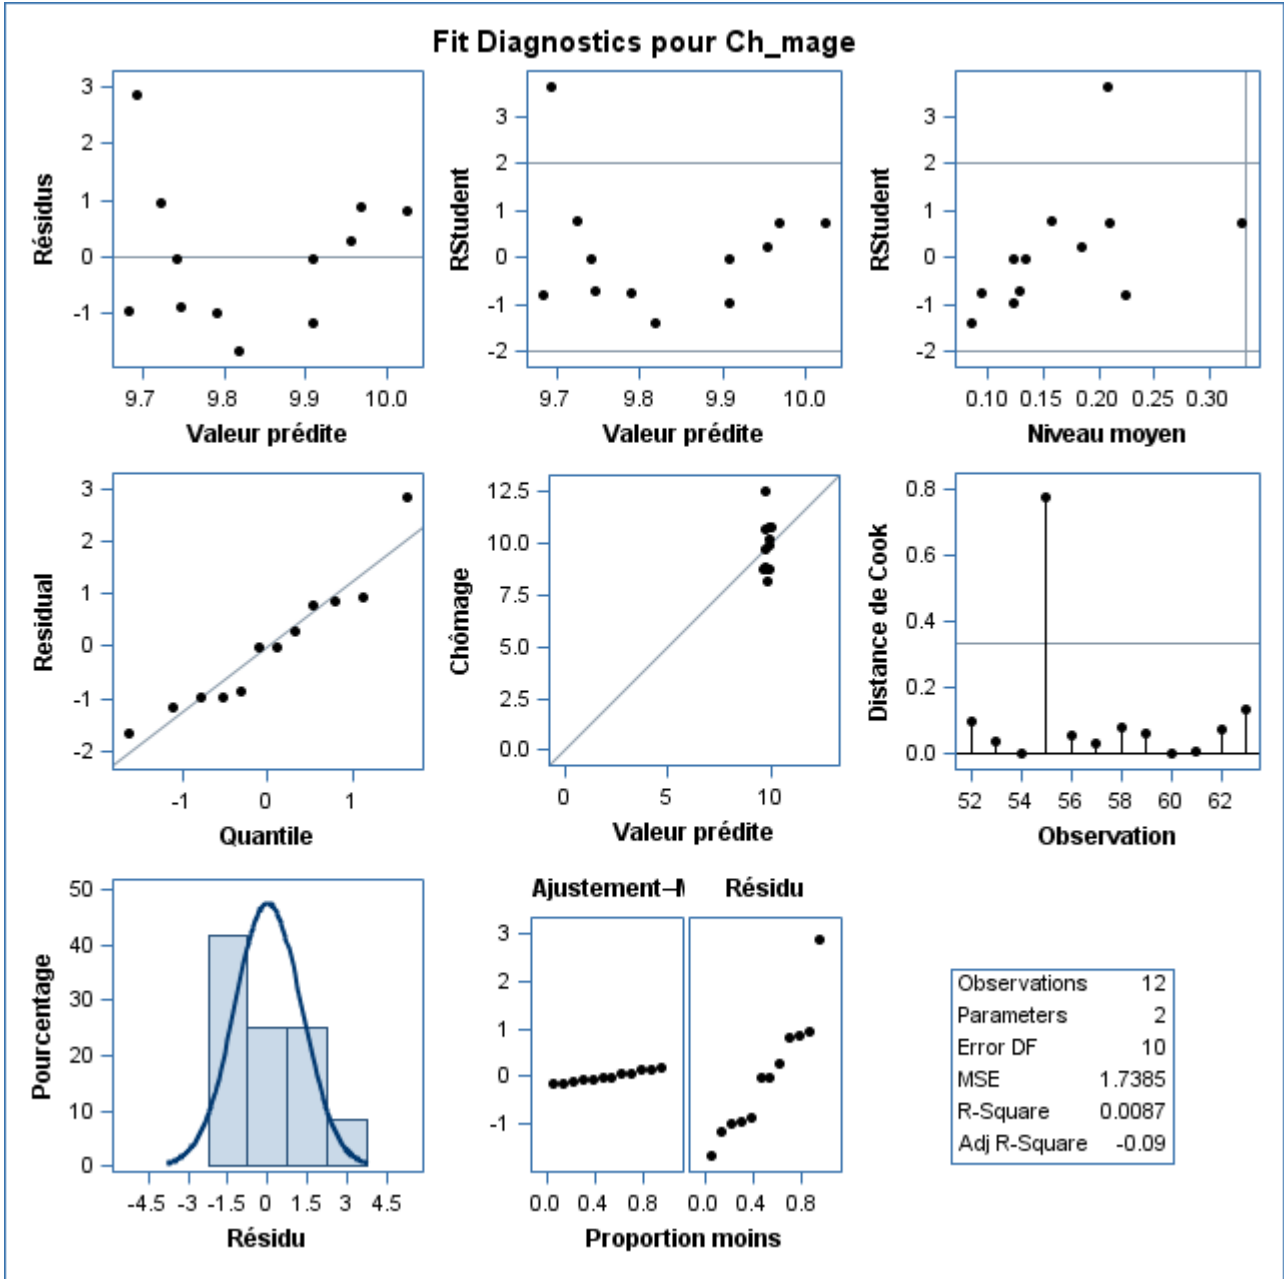 Fit Diagnostics pour Ch_mage
3
2
1
0
-1
Résidus
9.7 9.8 9.9 10.0
Valeur prédite
3
2
1
0
-1
-2
RStudent
9.7 9.8 9.9 10.0
Valeur prédite
3
2
1
0
-1
-2
RStudent
0.10 0.15 0.20 0.25 0.30
Niveau moyen
3
2
1
0
-1
-2
Residual
-1 0 1
Quantile
12.5
10.0
7.5
5.0
2.5
0.0
Chômage
0 5 10
Valeur prédite
0.8
0.6
0.4
0.2
0.0
Distance de Cook
52 54 56 58 60 62
Observation
50
40
30
20
10
0
Pourcentage
-4.5 -3 -1.5 0 1.5 3 4.5
Résidu
Ajustement–M Résidu
3
2
1
0
-1
0.0 0.4 0.8 0.0 0.4 0.8
Proportion moins
Observations 12
Parameters 2
Error DF 10
MSE 1.7385
R-Square 0.0087
Adj R-Square -0.09